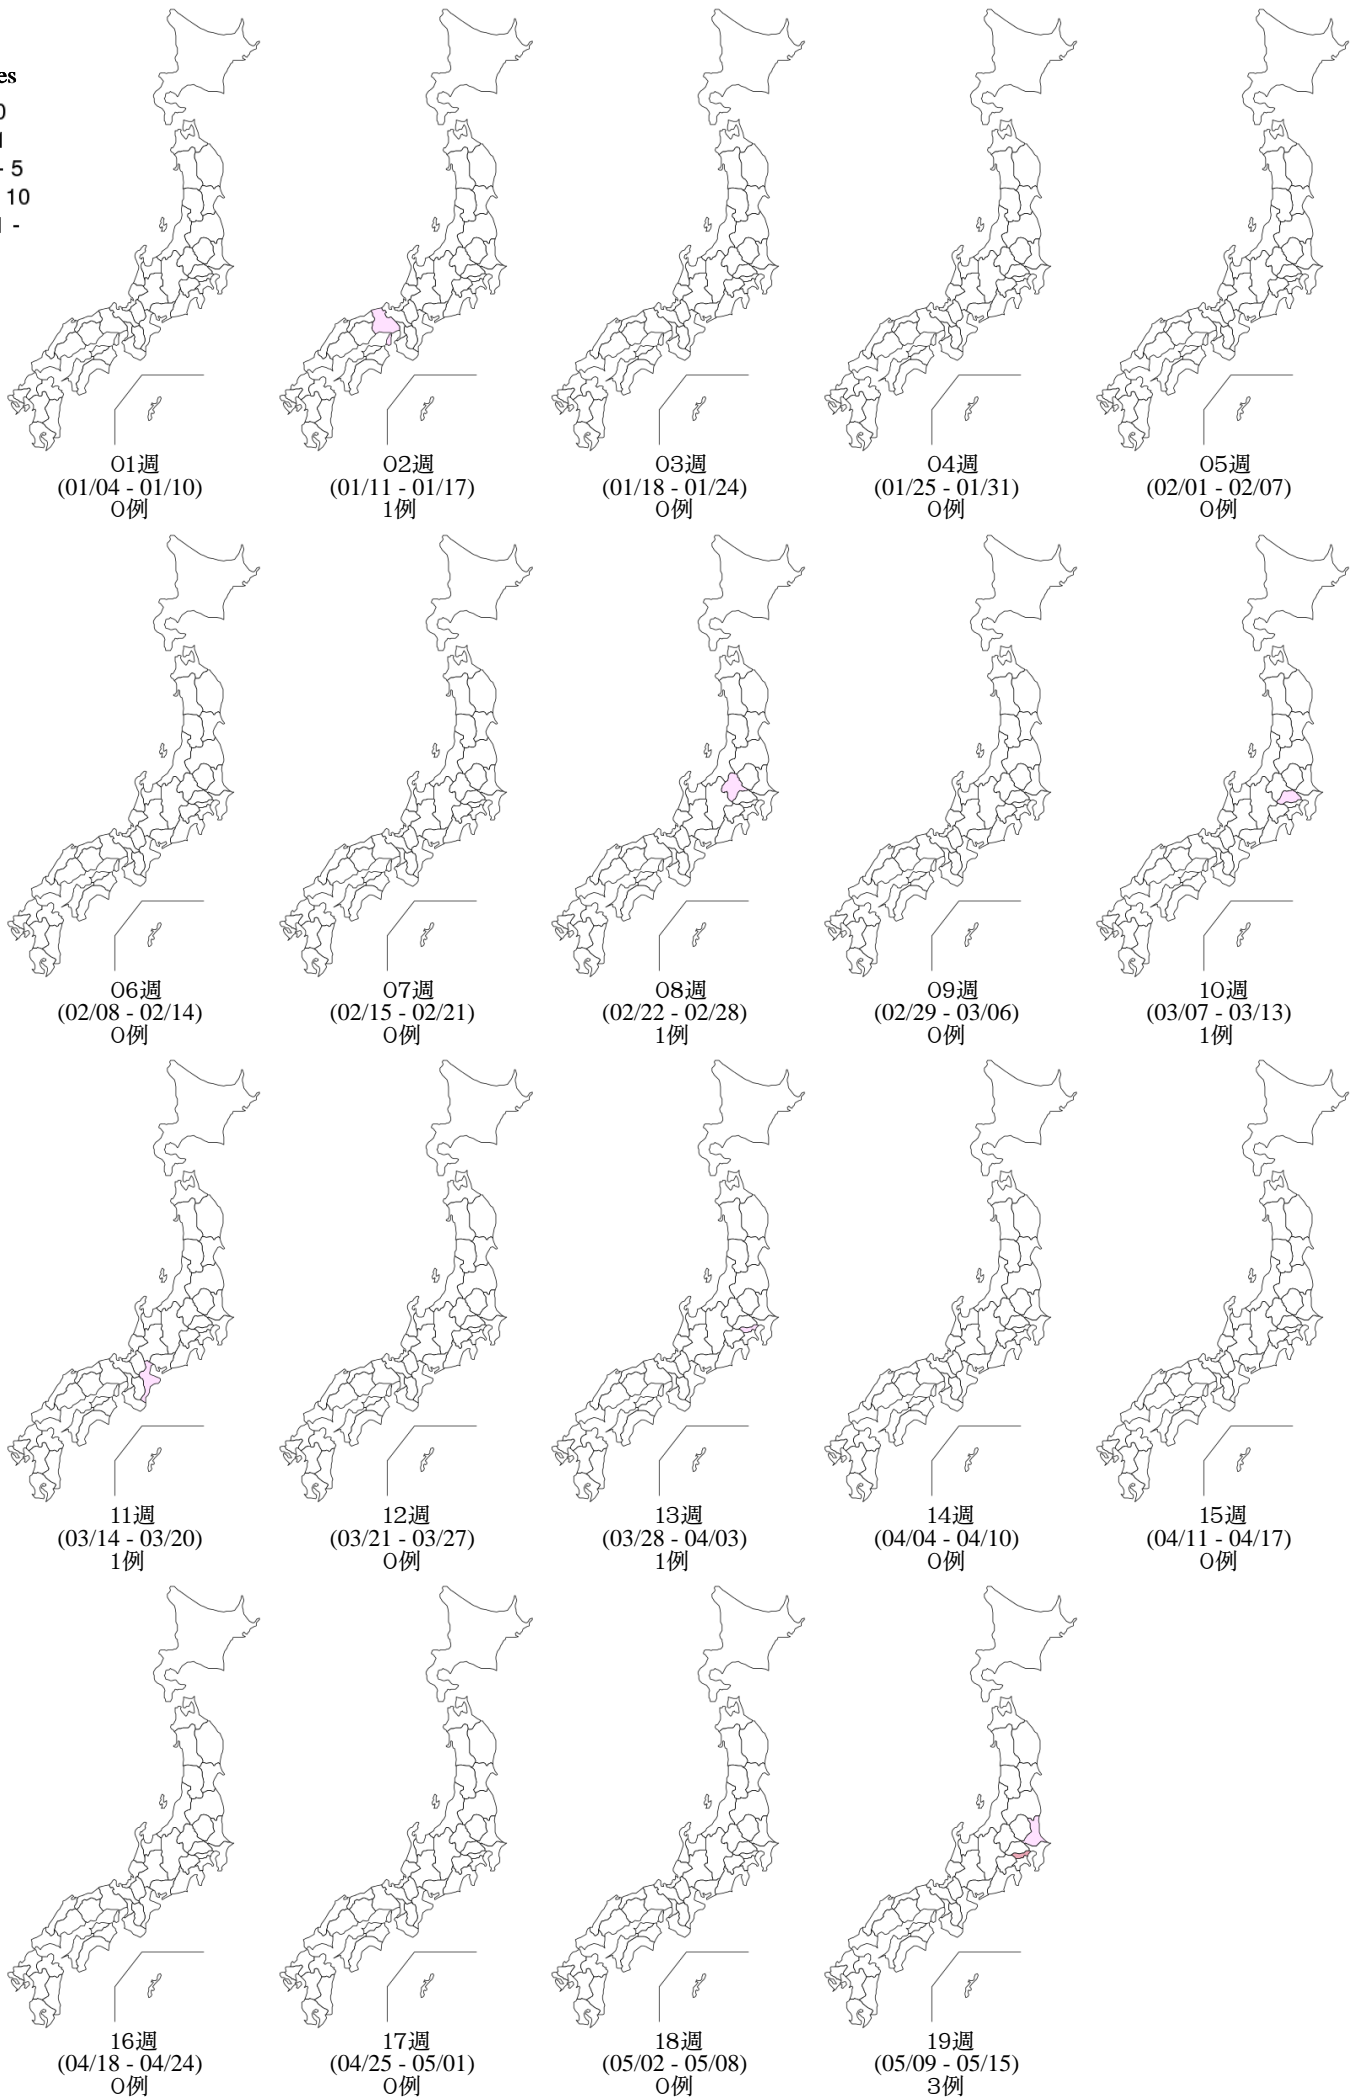 es
0
1
- 5
10
1 -
01週
(01/04 - 01/10)
0例
02週
(01/11 - 01/17)
1例
03週
(01/18 - 01/24)
0例
04週
(01/25 - 01/31)
0例
05週
(02/01 - 02/07)
0例
06週
(02/08 - 02/14)
0例
07週
(02/15 - 02/21)
0例
08週
(02/22 - 02/28)
1例
09週
(02/29 - 03/06)
0例
10週
(03/07 - 03/13)
1例
11週
(03/14 - 03/20)
1例
12週
(03/21 - 03/27)
0例
13週
(03/28 - 04/03)
1例
14週
(04/04 - 04/10)
0例
15週
(04/11 - 04/17)
0例
16週
(04/18 - 04/24)
0例
17週
(04/25 - 05/01)
0例
18週
(05/02 - 05/08)
0例
19週
(05/09 - 05/15)
3例